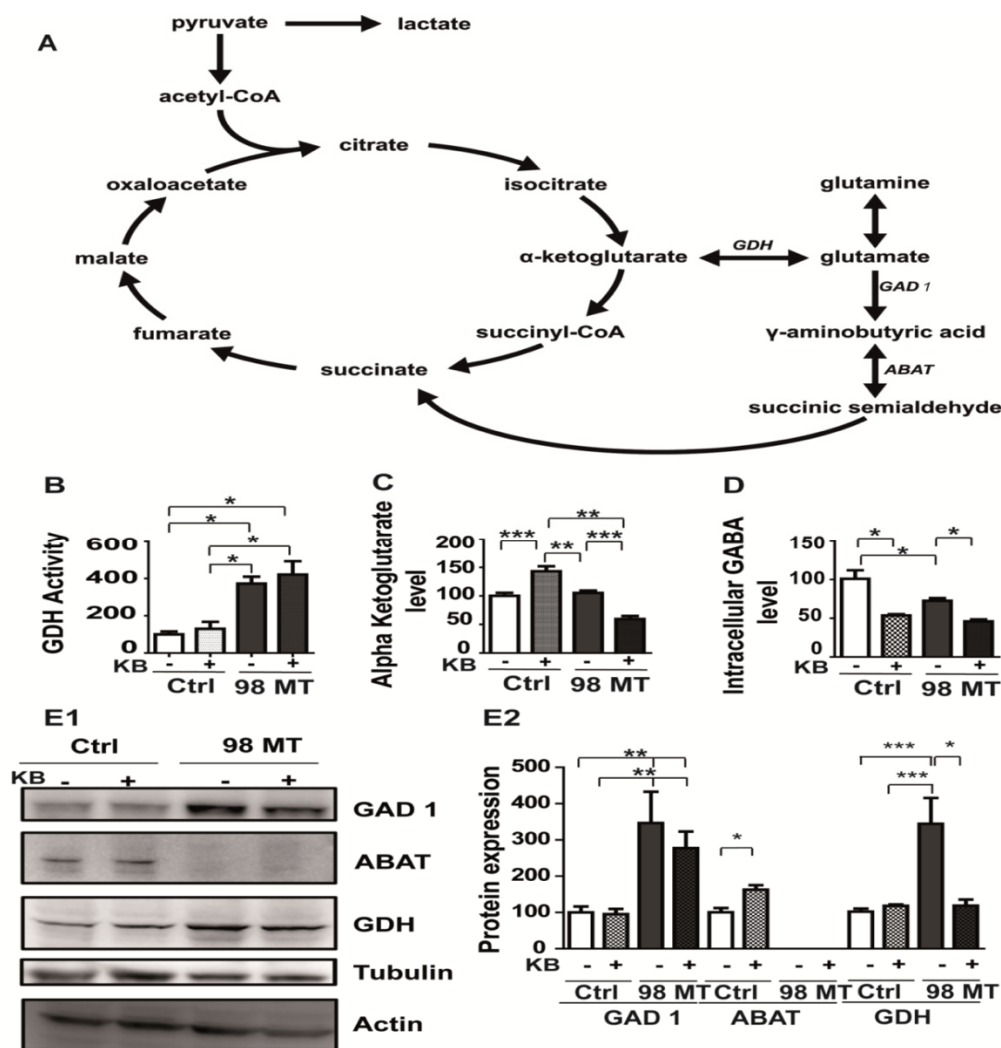 A
pyruvate lactate
acetyl-CoA
citrate
oxaloacetate isocitrate glutamine
malate α-ketoglutarate GDH glutamate
GAD 1
fumarate succinyl-CoA γ-aminobutyric acid
succinate ABAT
succinic semialdehyde
B
GDH Activity
600
400
200
0
* * * *
KB - + - +
Ctrl 98 MT
C
Alpha Ketoglutarate
level
200
150
100
50
0
*** ** ** ***
KB - + - +
Ctrl 98 MT
D
Intracellular GABA
level
150
100
50
0
* * *
KB - + - +
Ctrl 98 MT
E1
Ctrl 98 MT
KB - + - +
GAD 1
ABAT
GDH
Tubulin
Actin
E2
Protein expression
500
400
300
200
100
0
** ** * *** *** *
KB - + - + - + - + - + - +
Ctrl 98 MT Ctrl 98 MT Ctrl 98 MT
GAD 1 ABAT GDH